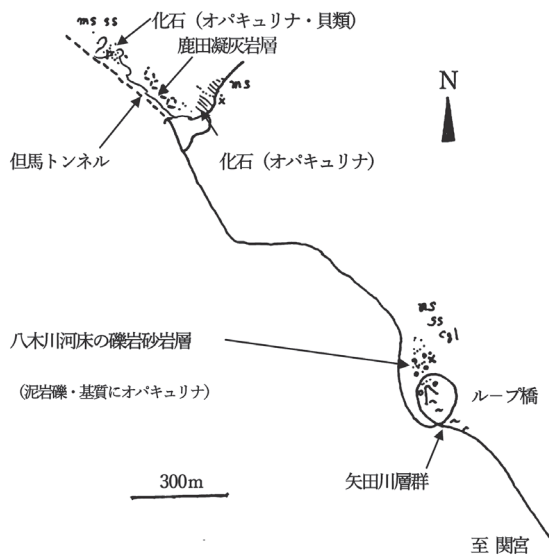 ms ss
化石（オパキュリナ・貝類）
鹿田凝灰岩層
ms
N
但馬トンネル
化石（オパキュリナ）
ms
ss
cgl
八木川河床の礫岩砂岩層
（泥岩礫・基質にオパキュリナ）
ループ橋
300m
矢田川層群
至 関宮